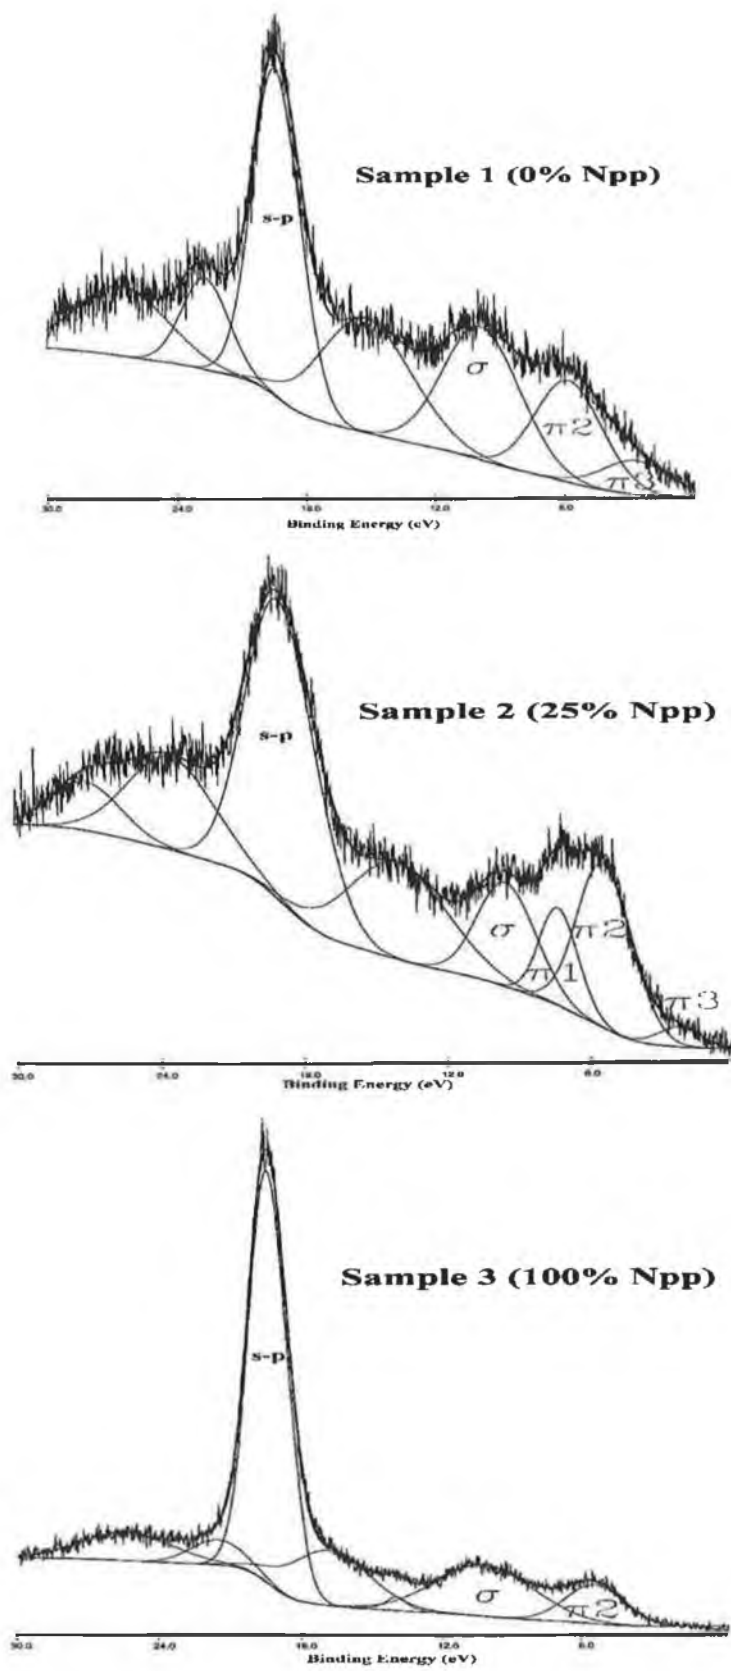 Sample 1 (0% Npp)
s-p
σ
π2
π3
30.0 24.0 18.0 12.0 6.0
Binding Energy (eV)
Sample 2 (25% Npp)
s-p
σ
π2
π1
π3
30.0 24.0 18.0 12.0 6.0
Binding Energy (eV)
Sample 3 (100% Npp)
s-p
σ
π2
30.0 24.0 18.0 12.0 6.0
Binding Energy (eV)